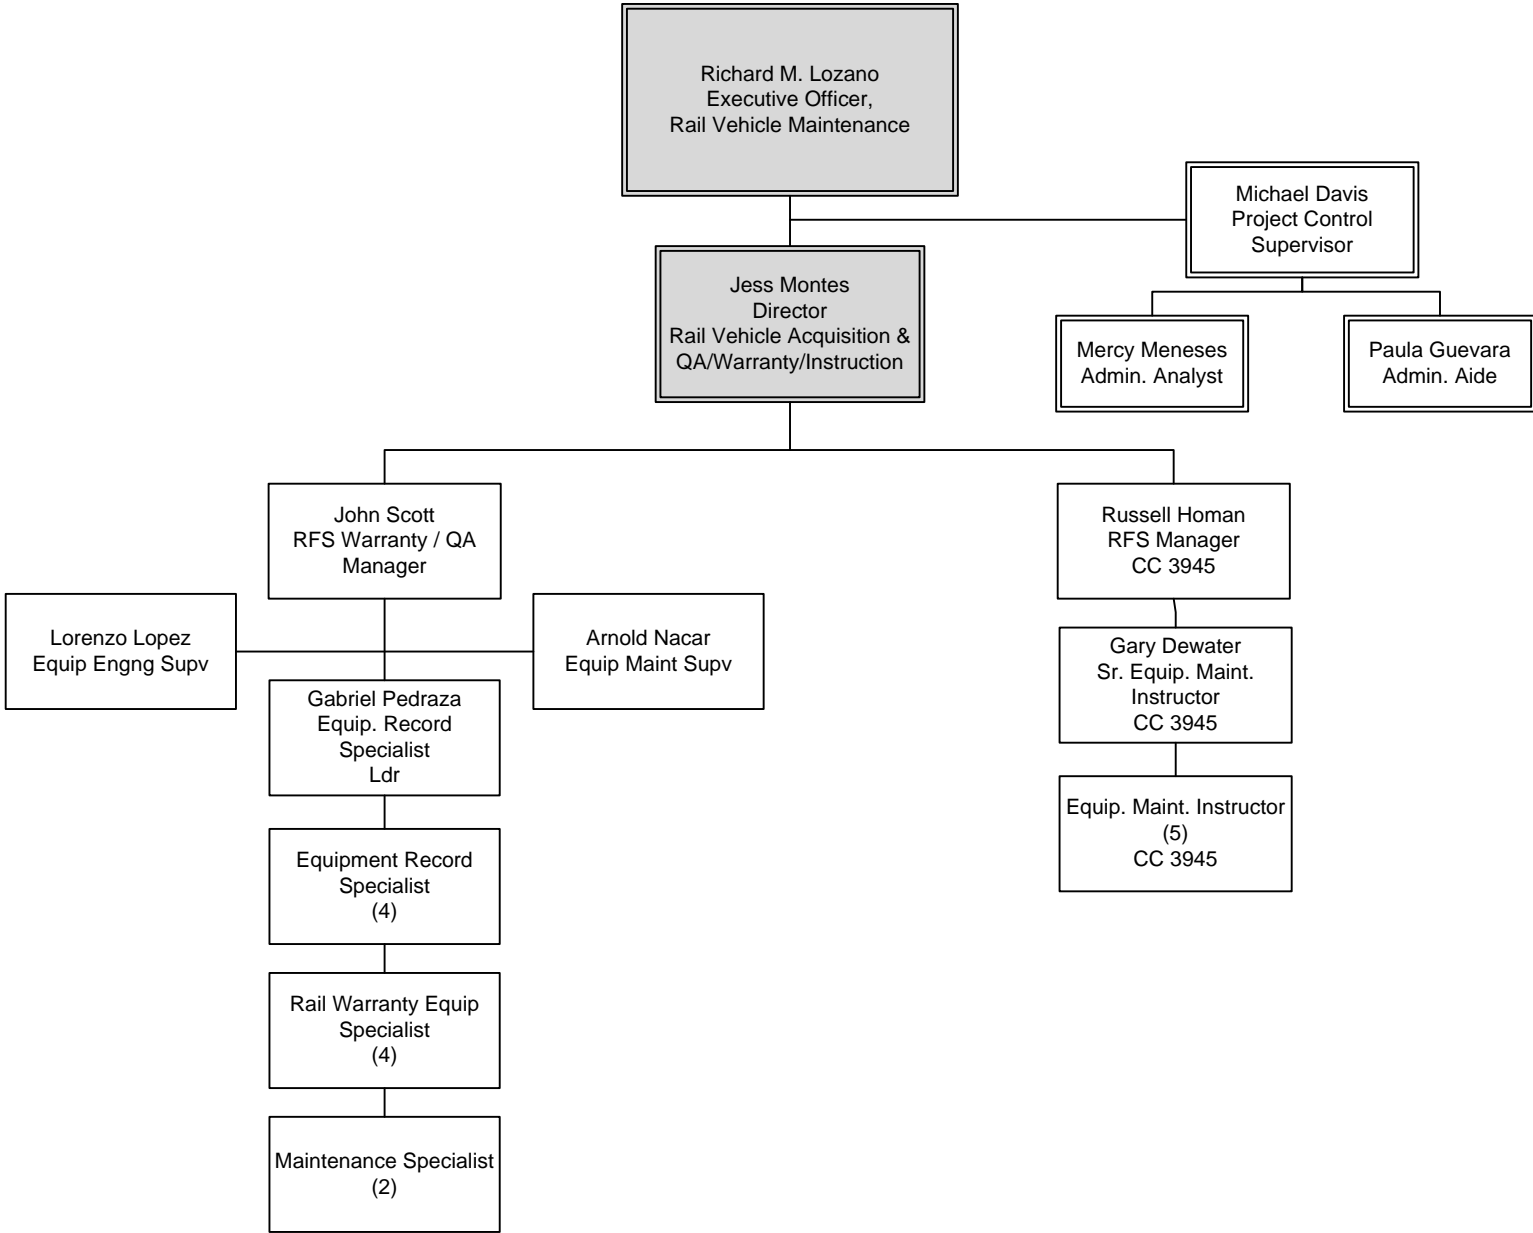 Richard M. Lozano
Executive Officer,
Rail Vehicle Maintenance
Michael Davis
Project Control
Supervisor
Jess Montes
Director
Rail Vehicle Acquisition &
QA/Warranty/Instruction
Mercy Meneses
Admin. Analyst
Paula Guevara
Admin. Aide
John Scott
RFS Warranty / QA
Manager
Russell Homan
RFS Manager
CC 3945
Lorenzo Lopez
Equip Engng Supv
Arnold Nacar
Equip Maint Supv
Gary Dewater
Sr. Equip. Maint.
Instructor
CC 3945
Gabriel Pedraza
Equip. Record
Specialist
Ldr
Equip. Maint. Instructor
(5)
CC 3945
Equipment Record
Specialist
(4)
Rail Warranty Equip
Specialist
(4)
Maintenance Specialist
(2)